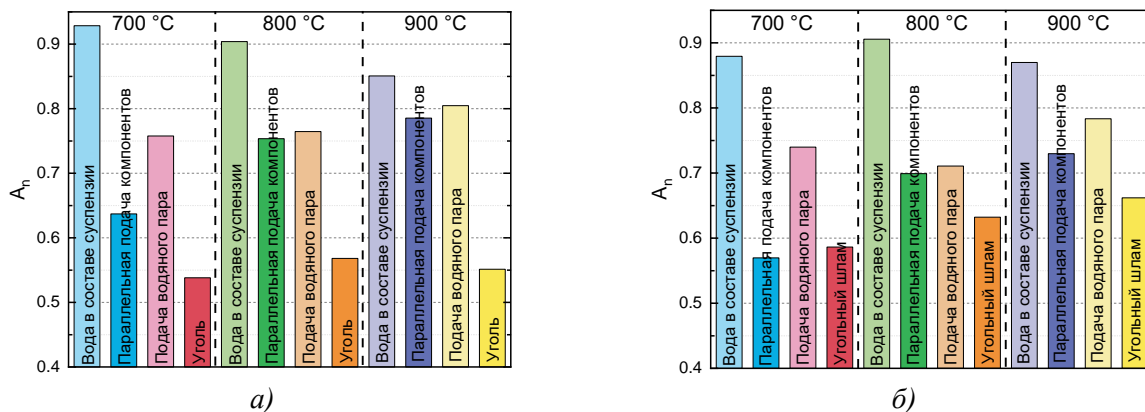 700 °C 800 °C 900 °C
0.9
0.8
0.7
0.6
0.5
0.4
Aₙ
Вода в составе суспензии
Параллельная подача компонентов
Подача водяного пара
Уголь
Вода в составе суспензии
Параллельная подача компонентов
Подача водяного пара
Уголь
Вода в составе суспензии
Параллельная подача компонентов
Подача водяного пара
Уголь
а)
700 °C 800 °C 900 °C
0.9
0.8
0.7
0.6
0.5
0.4
Aₙ
Вода в составе суспензии
Параллельная подача компонентов
Подача водяного пара
Угольный шлам
Вода в составе суспензии
Параллельная подача компонентов
Подача водяного пара
Угольный шлам
Вода в составе суспензии
Параллельная подача компонентов
Подача водяного пара
Угольный шлам
б)